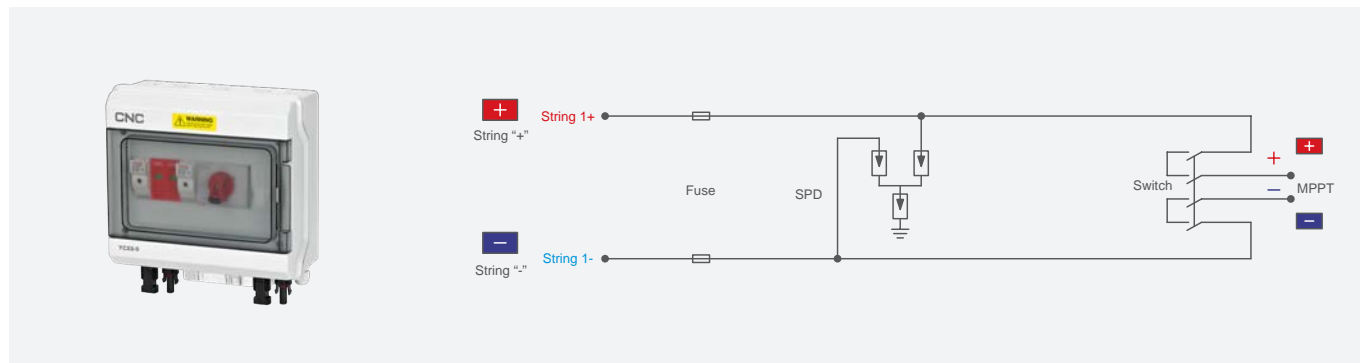 CNC
WARNING
String "+"
String 1+
Fuse
SPD
Switch
+
−
MPPT
String "-"
String 1-